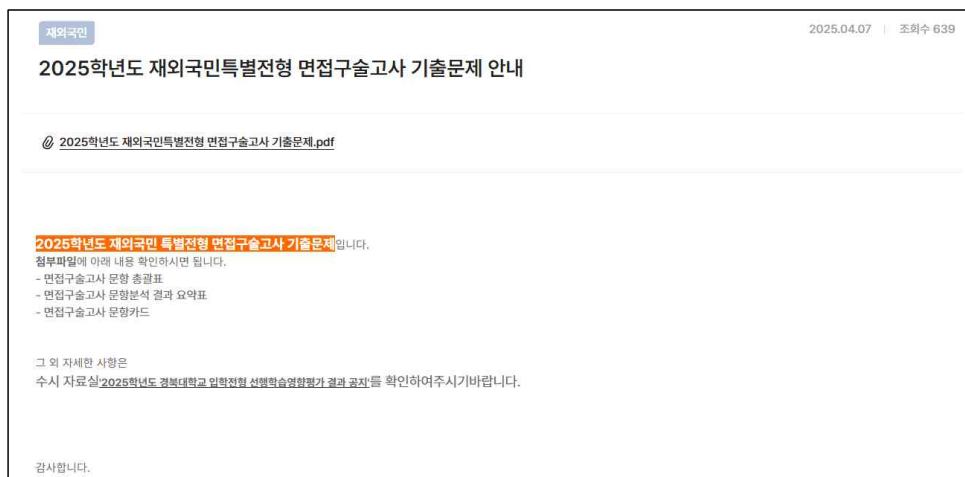 재외국민
2025.04.07 | 조회수 639
2025학년도 재외국민특별전형 면접구술고사 기출문제 안내
2025학년도 재외국민특별전형 면접구술고사 기출문제.pdf
2025학년도 재외국민 특별전형 면접구술고사 기출문제입니다.
첨부파일에 아래 내용 확인하시면 됩니다.
- 면접구술고사 문항 총괄표
- 면접구술고사 문항분석 결과 요약표
- 면접구술고사 문항카드
그 외 자세한 사항은
수시 자료실'2025학년도 경북대학교 입학전형 선행학습영향평가 결과 공지'를 확인하여주시기바랍니다.
감사합니다.